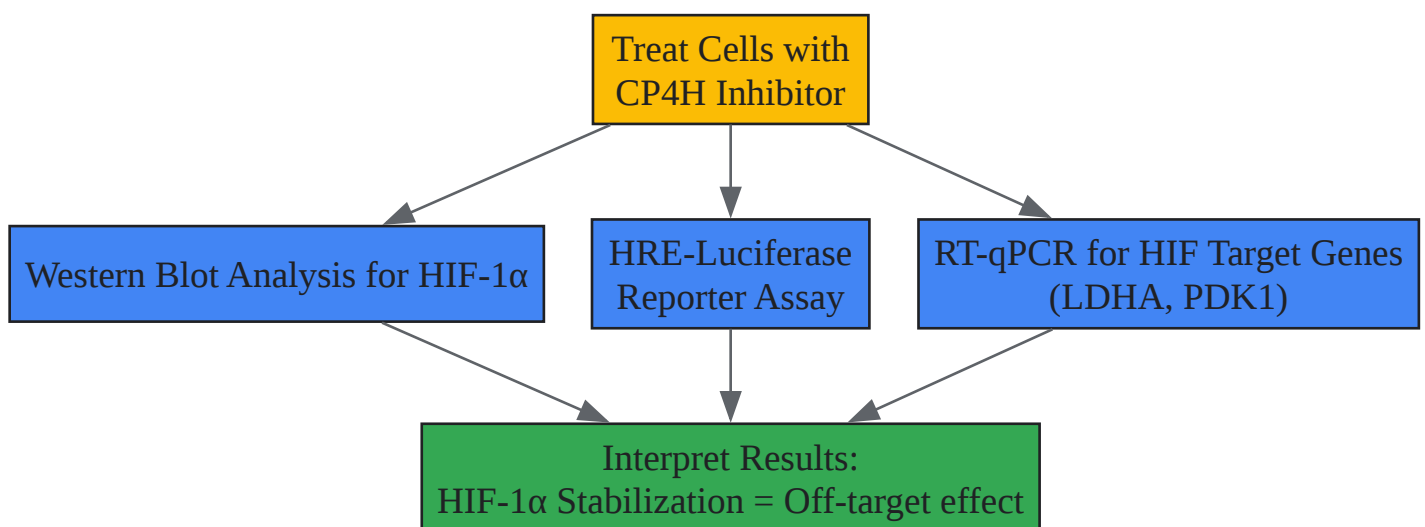 Treat Cells with
CP4H Inhibitor
Western Blot Analysis for HIF-1α
HRE-Luciferase
Reporter Assay
RT-qPCR for HIF Target Genes
(LDHA, PDK1)
Interpret Results:
HIF-1α Stabilization = Off-target effect